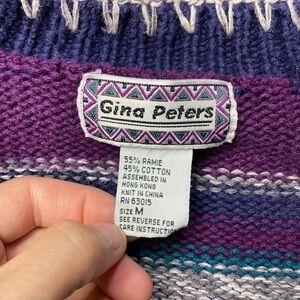 Gina Peters
55% RAMIE
45% COTTON
ASSEMBLED IN
HONG KONG
KNIT IN CHINA
RN 63015
SIZE M
SEE REVERSE FOR
CARE INSTRUCTION